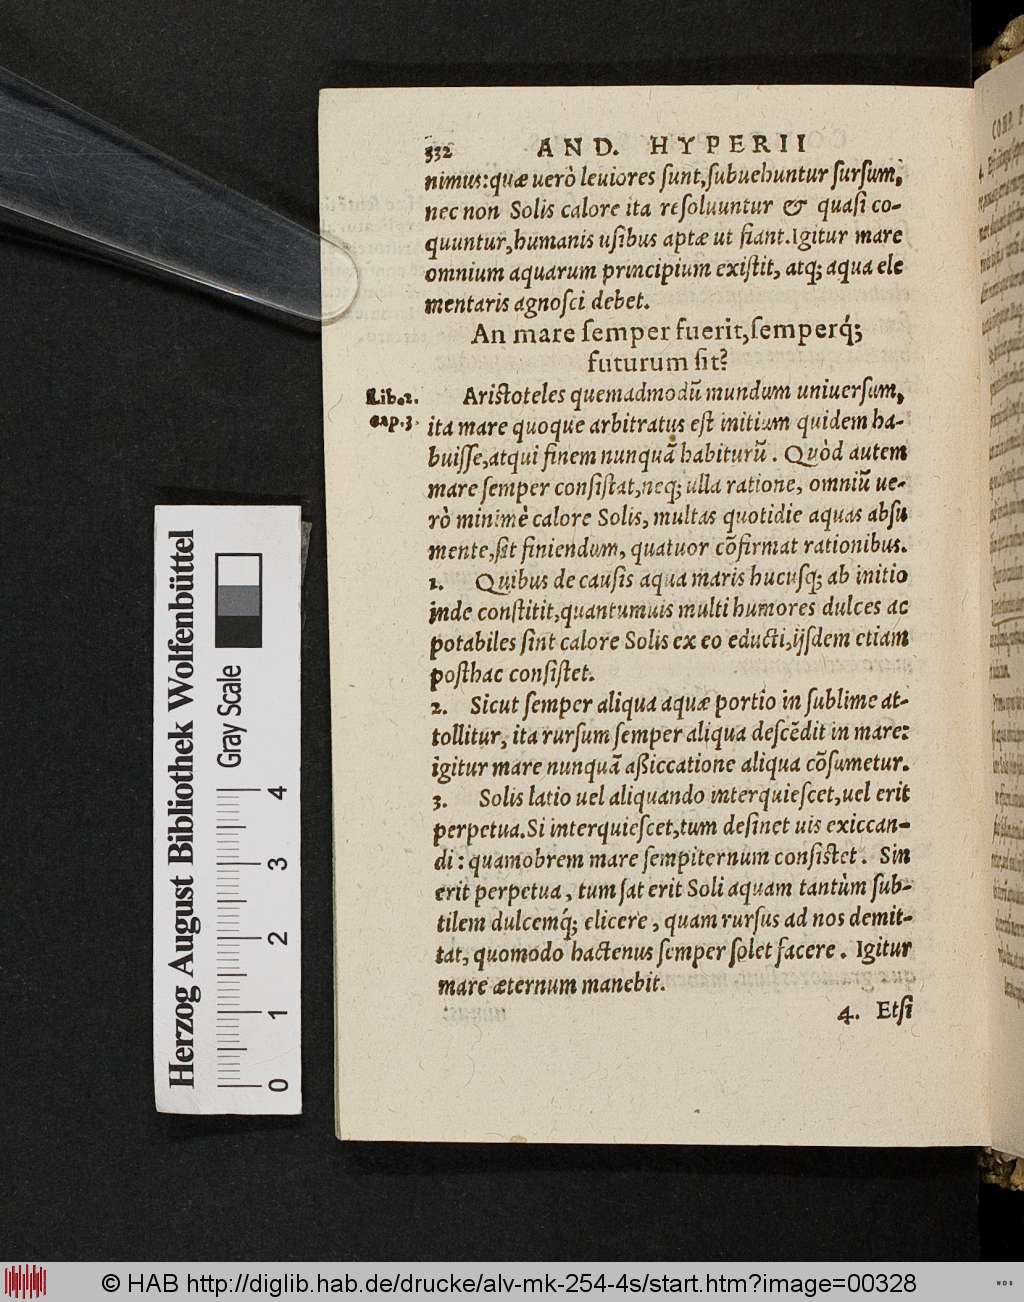 332 AND. HYPERII
nimus: quæ uerò leuiores ſunt, ſubuehuntur ſurſum,
nec non Solis calore ita reſoluuntur & quaſi co-
quuntur, humanis uſibus aptæ ut fiant. Igitur mare
omnium aquarum principium exiſtit, atq; aqua ele
mentaris agnoſci debet.
An mare ſemper fuerit, ſemperq́;
futurum ſit?
Lib. 2.
cap. 3.
Ariſtoteles quemadmodũ mundum uniuerſum,
ita mare quoque arbitratus eſt initium quidem ha-
buiſſe, atqui finem nunquã habiturũ. Quòd autem
mare ſemper conſiſtat, neq; ulla ratione, omniũ ue-
rò minimè calore Solis, multas quotidie aquas abſu
mente, ſit finiendum, quatuor cõfirmat rationibus.
1. Quibus de cauſis aqua maris hucuſq; ab initio
inde conſtitit, quantumuis multi humores dulces ac
potabiles ſint calore Solis ex eo educti, ijſdem etiam
poſthac conſiſtet.
2. Sicut ſemper aliqua aquæ portio in ſublime at-
tollitur, ita rurſum ſemper aliqua deſcẽdit in mare:
igitur mare nunquã aßiccatione aliqua cõſumetur.
3. Solis latio uel aliquando interquieſcet, uel erit
perpetua. Si interquieſcet, tum deſinet uis exiccan-
di: quamobrem mare ſempiternum conſiſtet. Sin
erit perpetua, tum ſat erit Soli aquam tantùm ſub-
tilem dulcemq́; elicere, quam rurſus ad nos demit-
tat, quomodo hactenus ſemper ſolet facere. Igitur
mare æternum manebit.
4. Etſi
Herzog August Bibliothek Wolfenbüttel
Gray Scale
0 1 2 3 4
© HAB http://diglib.hab.de/drucke/alv-mk-254-4s/start.htm?image=00328